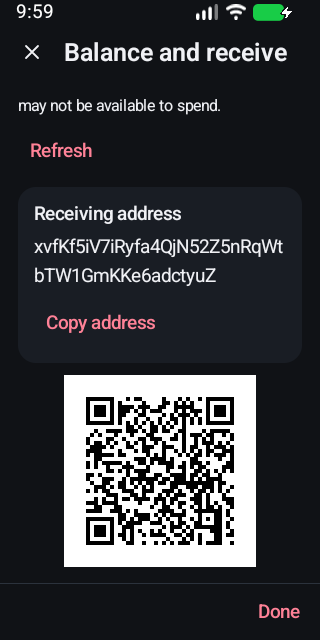 9:59
Balance and receive
may not be available to spend.
Refresh
Receiving address
xvfKf5iV7iRyfa4QjN52Z5nRqWt
bTW1GmKKe6adctyuZ
Copy address
Done